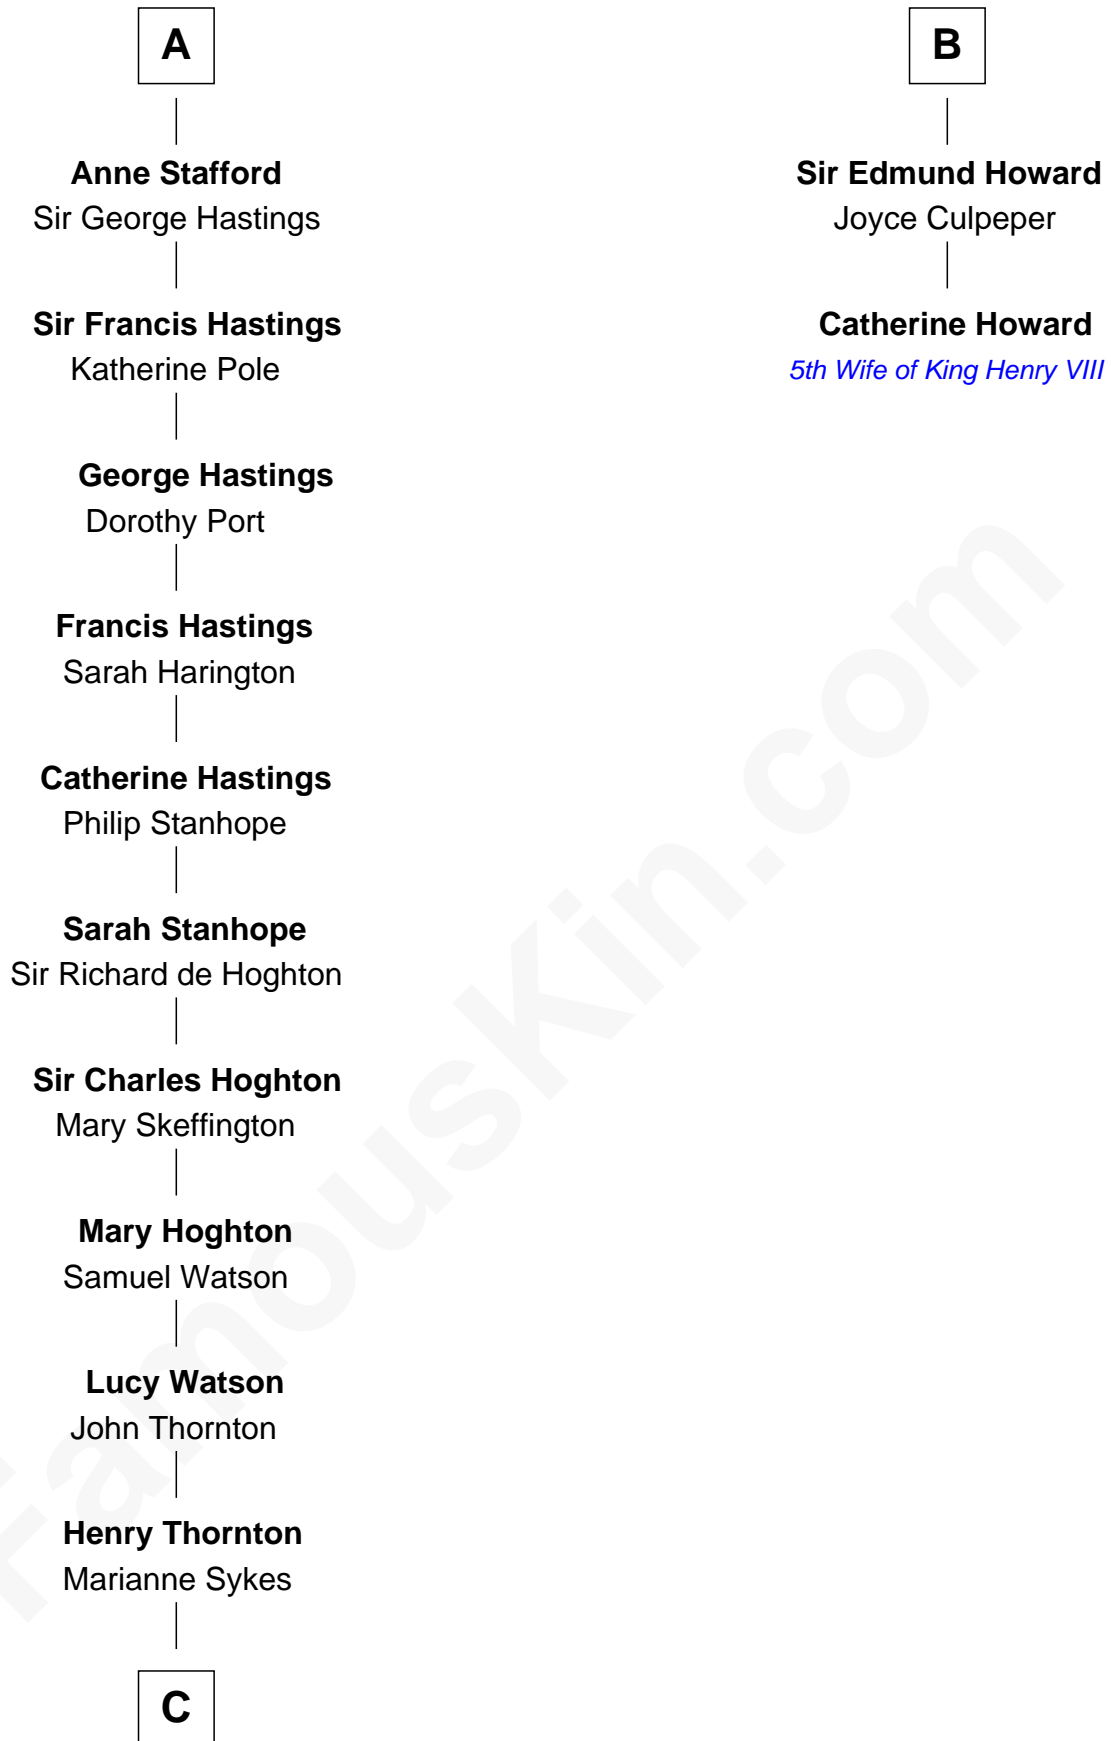 A
Anne Stafford
Sir George Hastings
Sir Francis Hastings
Katherine Pole
George Hastings
Dorothy Port
Francis Hastings
Sarah Harington
Catherine Hastings
Philip Stanhope
Sarah Stanhope
Sir Richard de Hoghton
Sir Charles Hoghton
Mary Skeffington
Mary Hoghton
Samuel Watson
Lucy Watson
John Thornton
Henry Thornton
Marianne Sykes
C
B
Sir Edmund Howard
Joyce Culpeper
Catherine Howard
5th Wife of King Henry VIII
FamousKin.com